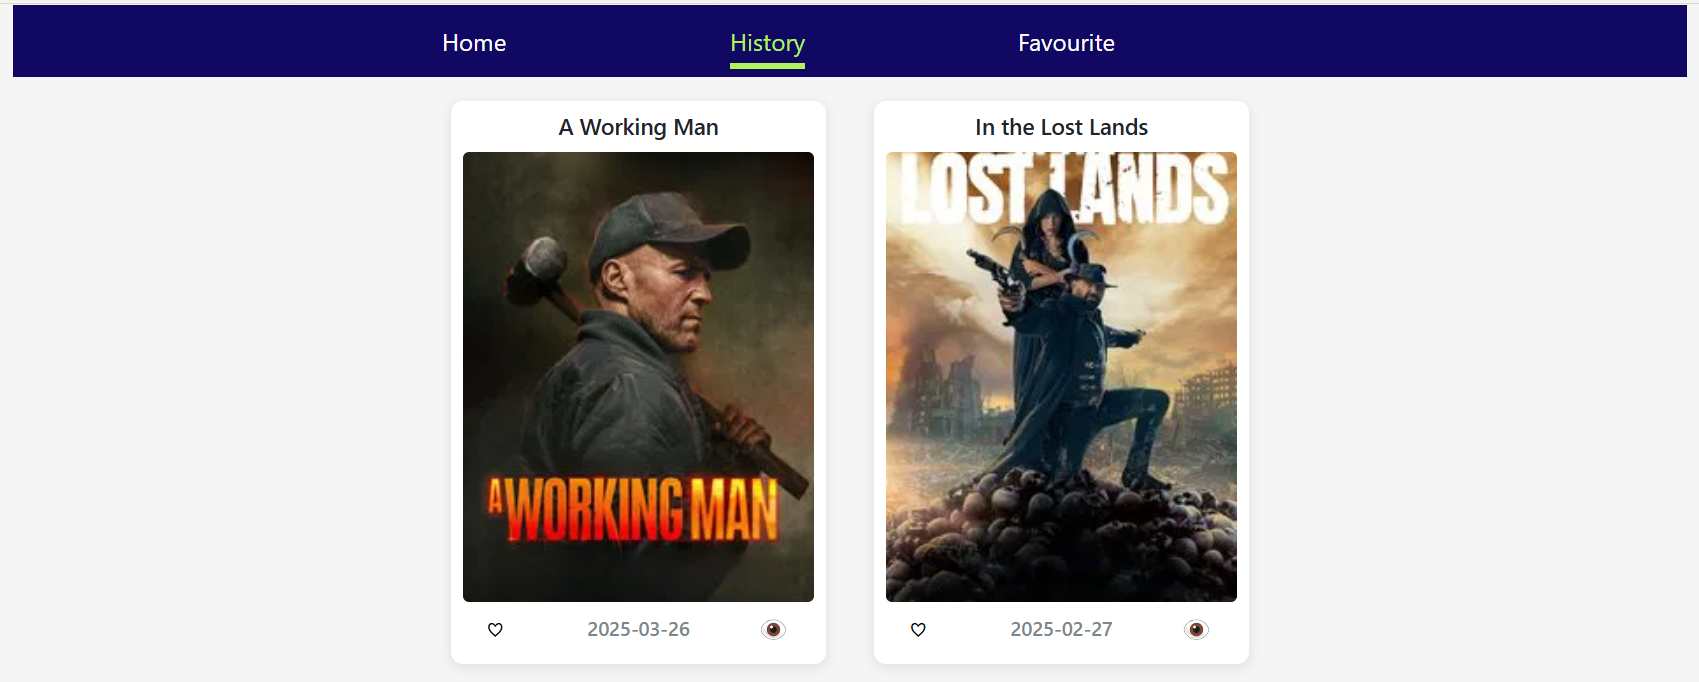 Home History Favourite
A Working Man
A WORKING MAN
2025-03-26
In the Lost Lands
LOST LANDS
2025-02-27